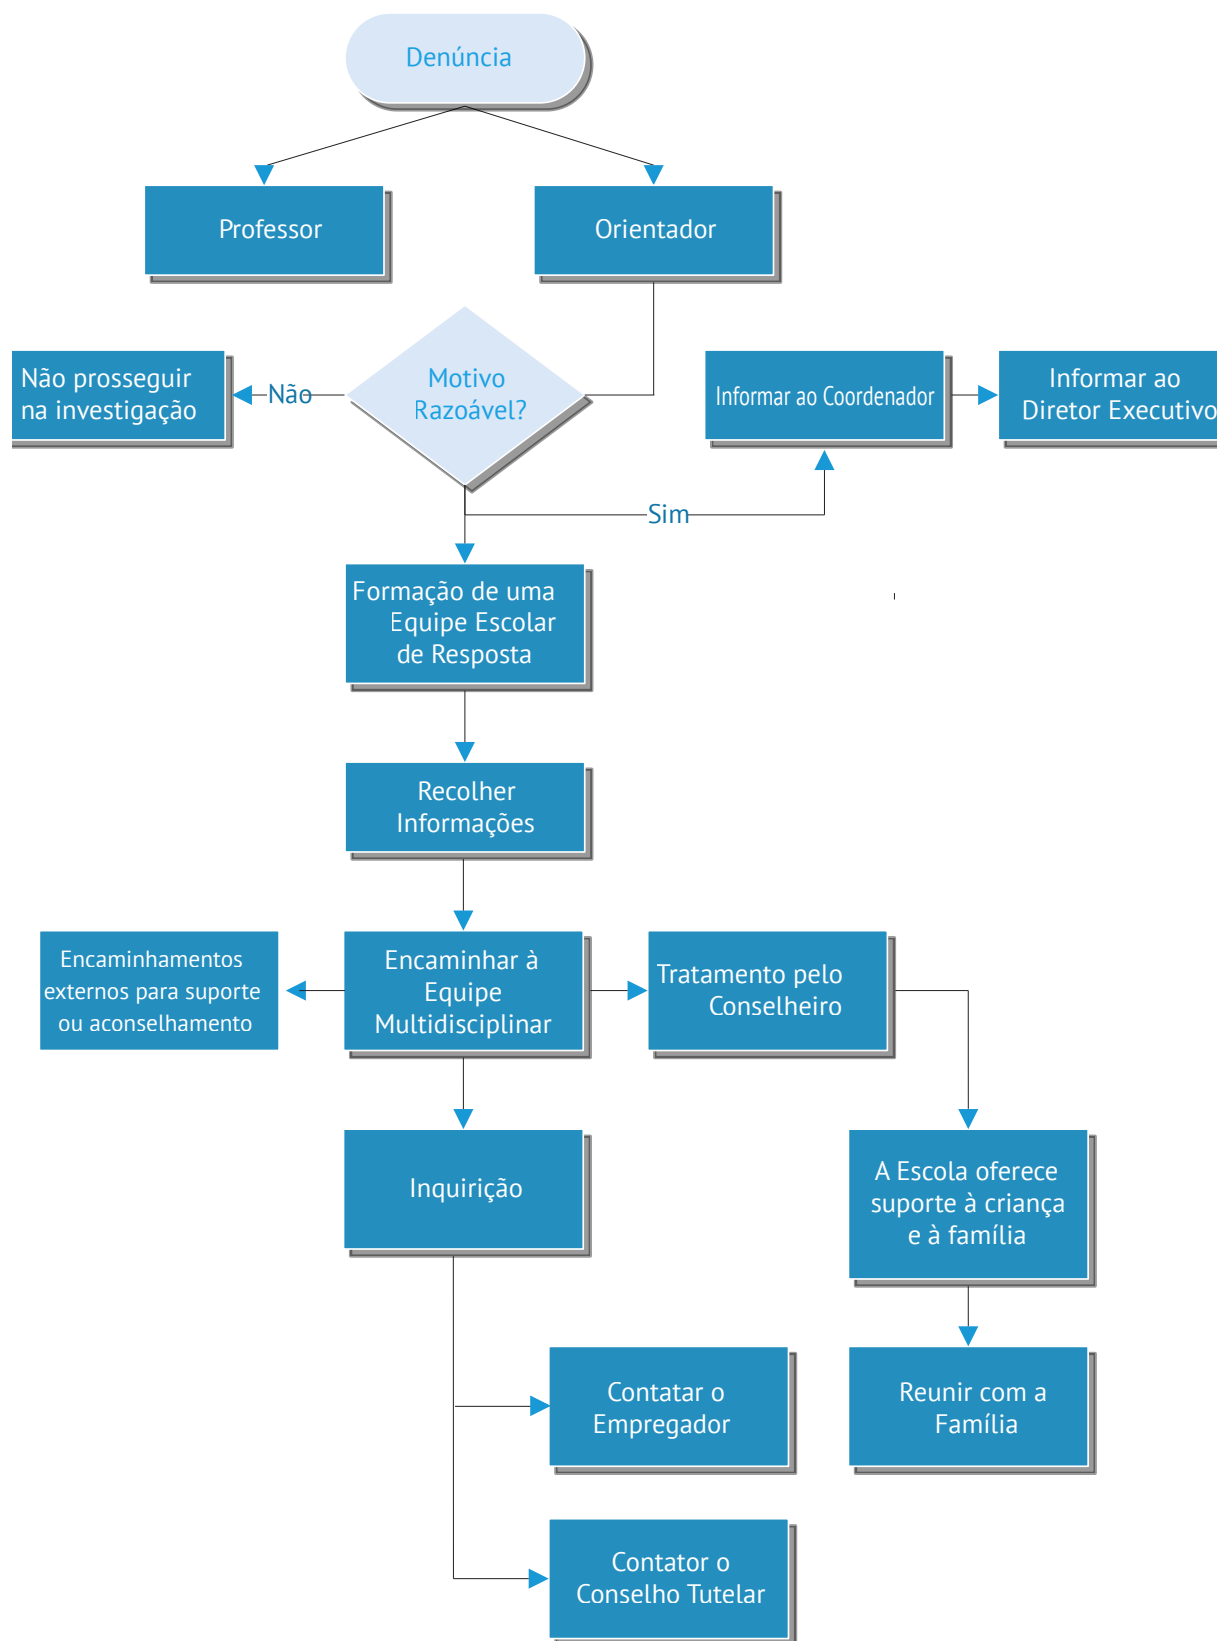 Denúncia
Professor
Orientador
Não prosseguir
na investigação
Não
Motivo
Razoável?
Informar ao Coordenador
Informar ao
Diretor Executivo
Sim
Formação de uma
Equipe Escolar
de Resposta
Recolher
Informações
Encaminhamentos
externos para suporte
ou aconselhamento
Encaminhar à
Equipe
Multidisciplinar
Tratamento pelo
Conselheiro
Inquirição
A Escola oferece
suporte à criança
e à família
Contatar o
Empregador
Reunir com a
Família
Contator o
Conselho Tutelar